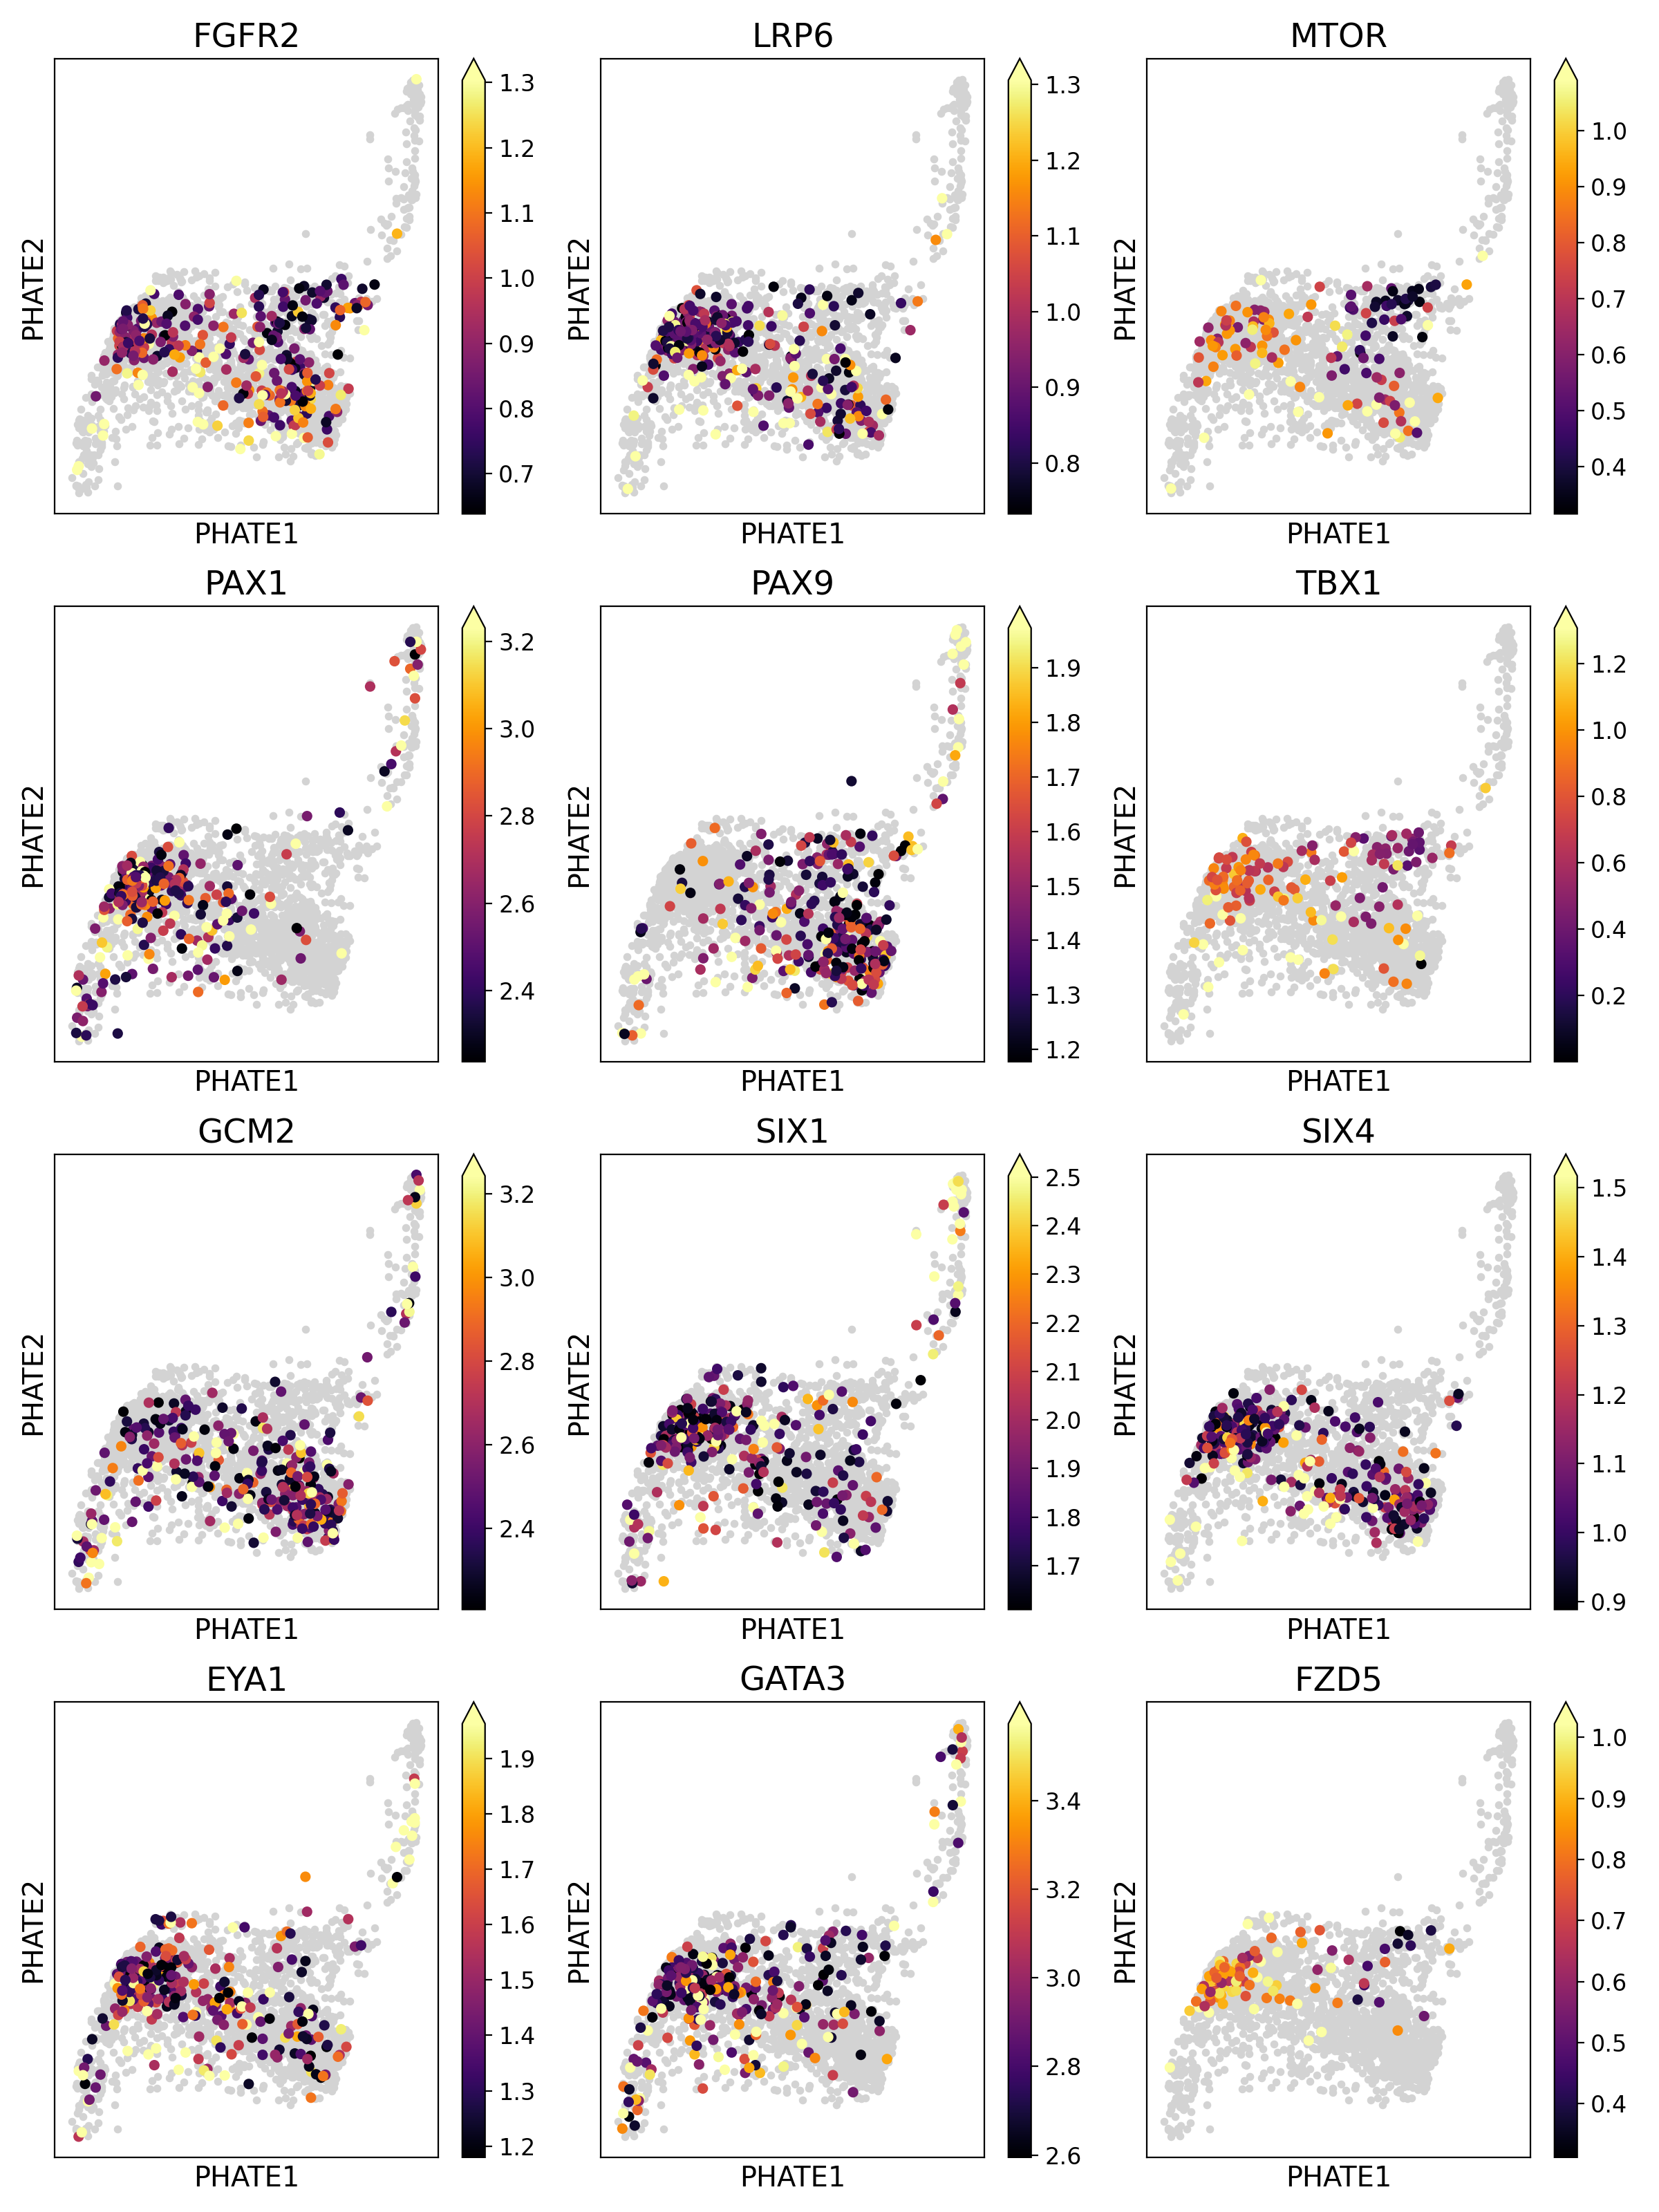 FGFR2
LRP6
MTOR
PHATE2
PHATE1
1.3
1.2
1.1
1.0
0.9
0.8
0.7
PHATE2
PHATE1
1.3
1.2
1.1
1.0
0.9
0.8
PHATE2
PHATE1
1.0
0.9
0.8
0.7
0.6
0.5
0.4
PAX1
PAX9
TBX1
PHATE2
PHATE1
3.2
3.0
2.8
2.6
2.4
PHATE2
PHATE1
1.9
1.8
1.7
1.6
1.5
1.4
1.3
1.2
PHATE2
PHATE1
1.2
1.0
0.8
0.6
0.4
0.2
GCM2
SIX1
SIX4
PHATE2
PHATE1
3.2
3.0
2.8
2.6
2.4
PHATE2
PHATE1
2.5
2.4
2.3
2.2
2.1
2.0
1.9
1.8
1.7
PHATE2
PHATE1
1.5
1.4
1.3
1.2
1.1
1.0
0.9
EYA1
GATA3
FZD5
PHATE2
PHATE1
1.9
1.8
1.7
1.6
1.5
1.4
1.3
1.2
PHATE2
PHATE1
3.4
3.2
3.0
2.8
2.6
PHATE2
PHATE1
1.0
0.9
0.8
0.7
0.6
0.5
0.4